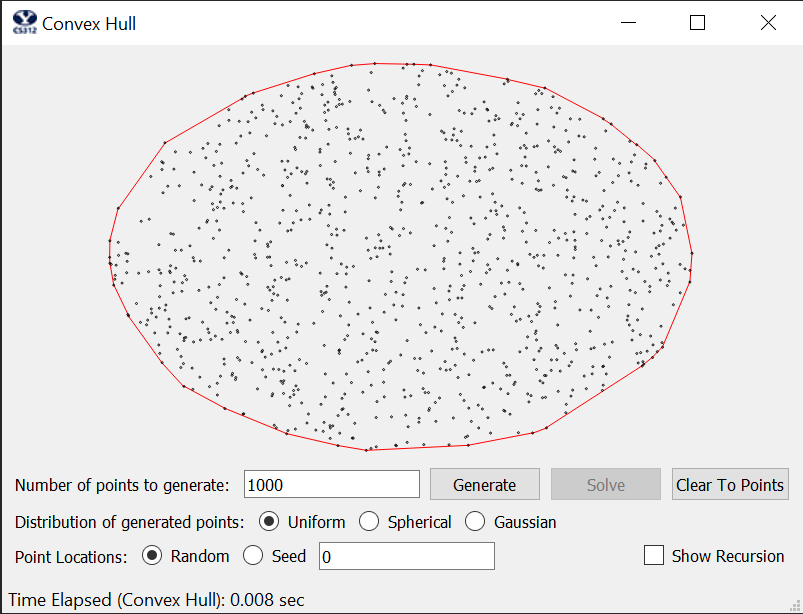 CS312 Convex Hull
Number of points to generate: 1000 Generate Solve Clear To Points
Distribution of generated points: Uniform Spherical Gaussian
Point Locations: Random Seed 0 Show Recursion
Time Elapsed (Convex Hull): 0.008 sec